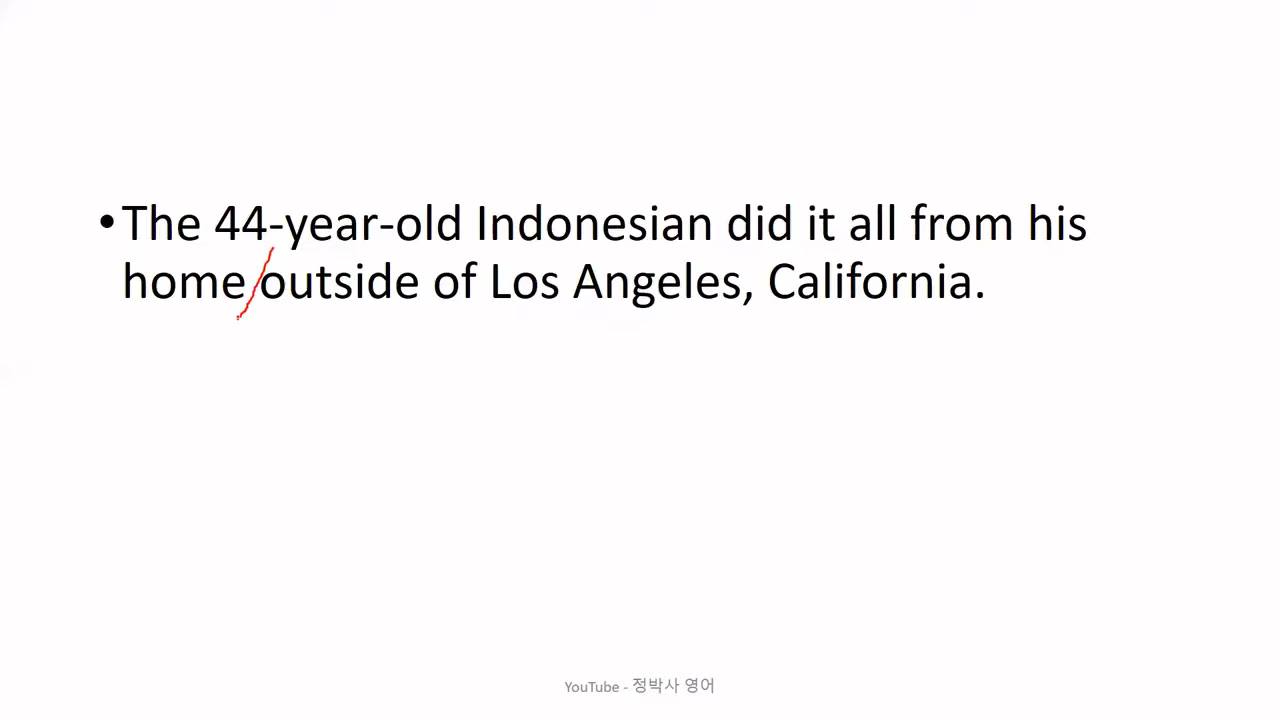 •The 44-year-old Indonesian did it all from his
home outside of Los Angeles, California.
YouTube - 정박사 영어